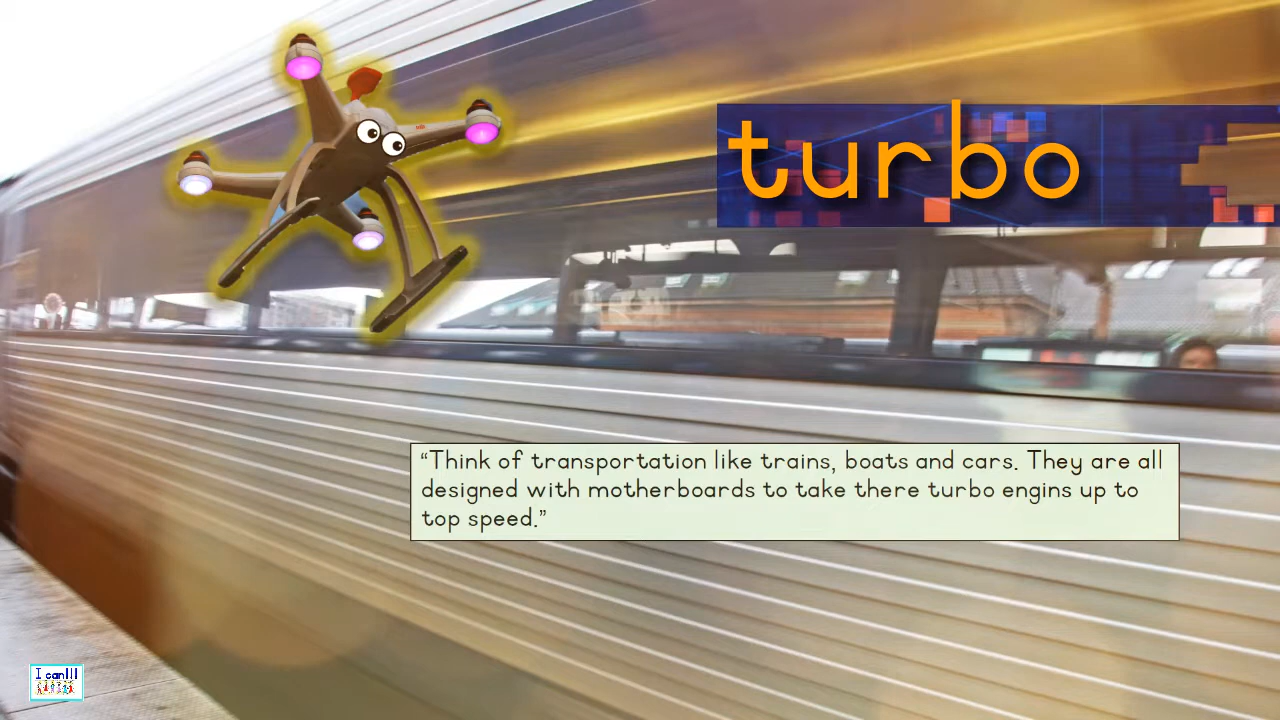 turbo
“Think of transportation like trains, boats and cars. They are all
designed with motherboards to take there turbo engins up to
top speed.”
I can!!!